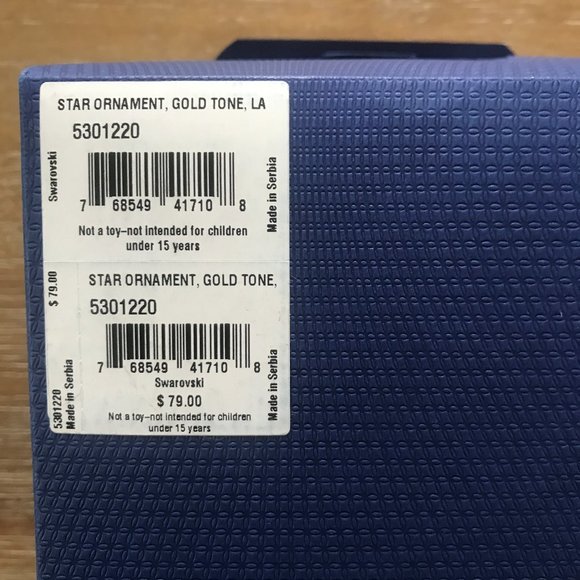 STAR ORNAMENT, GOLD TONE, LA
5301220
Swarovski
Made in Serbia
7 68549 41710 8
Not a toy-not intended for children
under 15 years
$ 79.00
STAR ORNAMENT, GOLD TONE,
5301220
7 68549 41710 8
Swarovski
$ 79.00
Not a toy-not intended for children
under 15 years
5301220
Made in Serbia
Made in Serbia